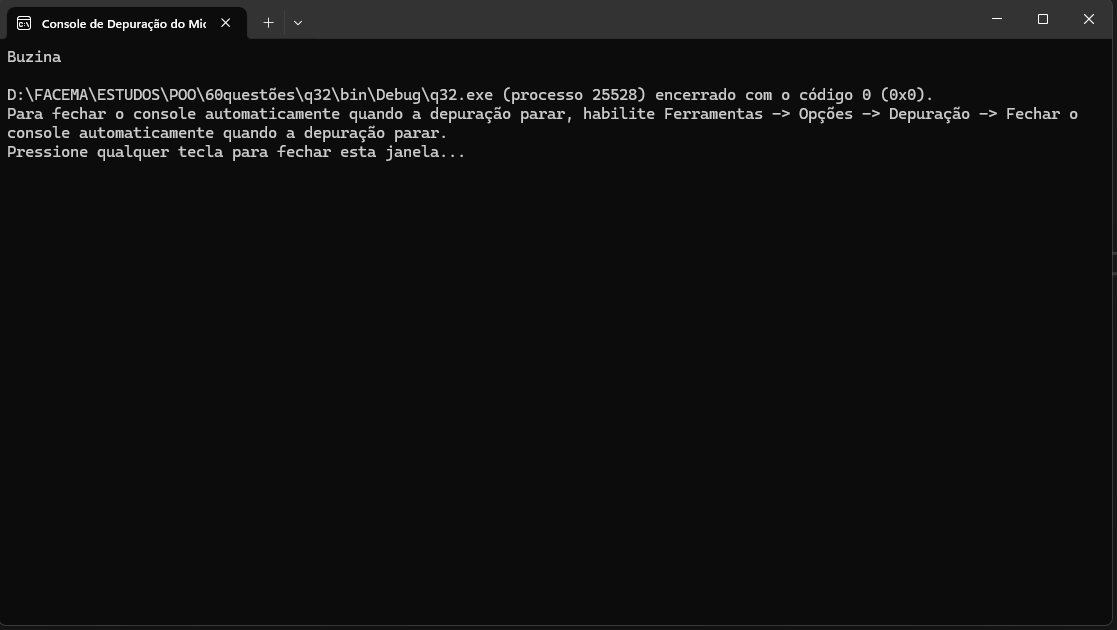 Console de Depuração do Mic
Buzina
D:\FACEMA\ESTUDOS\POO\60questões\q32\bin\Debug\q32.exe (processo 25528) encerrado com o código 0 (0x0).
Para fechar o console automaticamente quando a depuração parar, habilite Ferramentas -> Opções -> Depuração -> Fechar o
console automaticamente quando a depuração parar.
Pressione qualquer tecla para fechar esta janela...